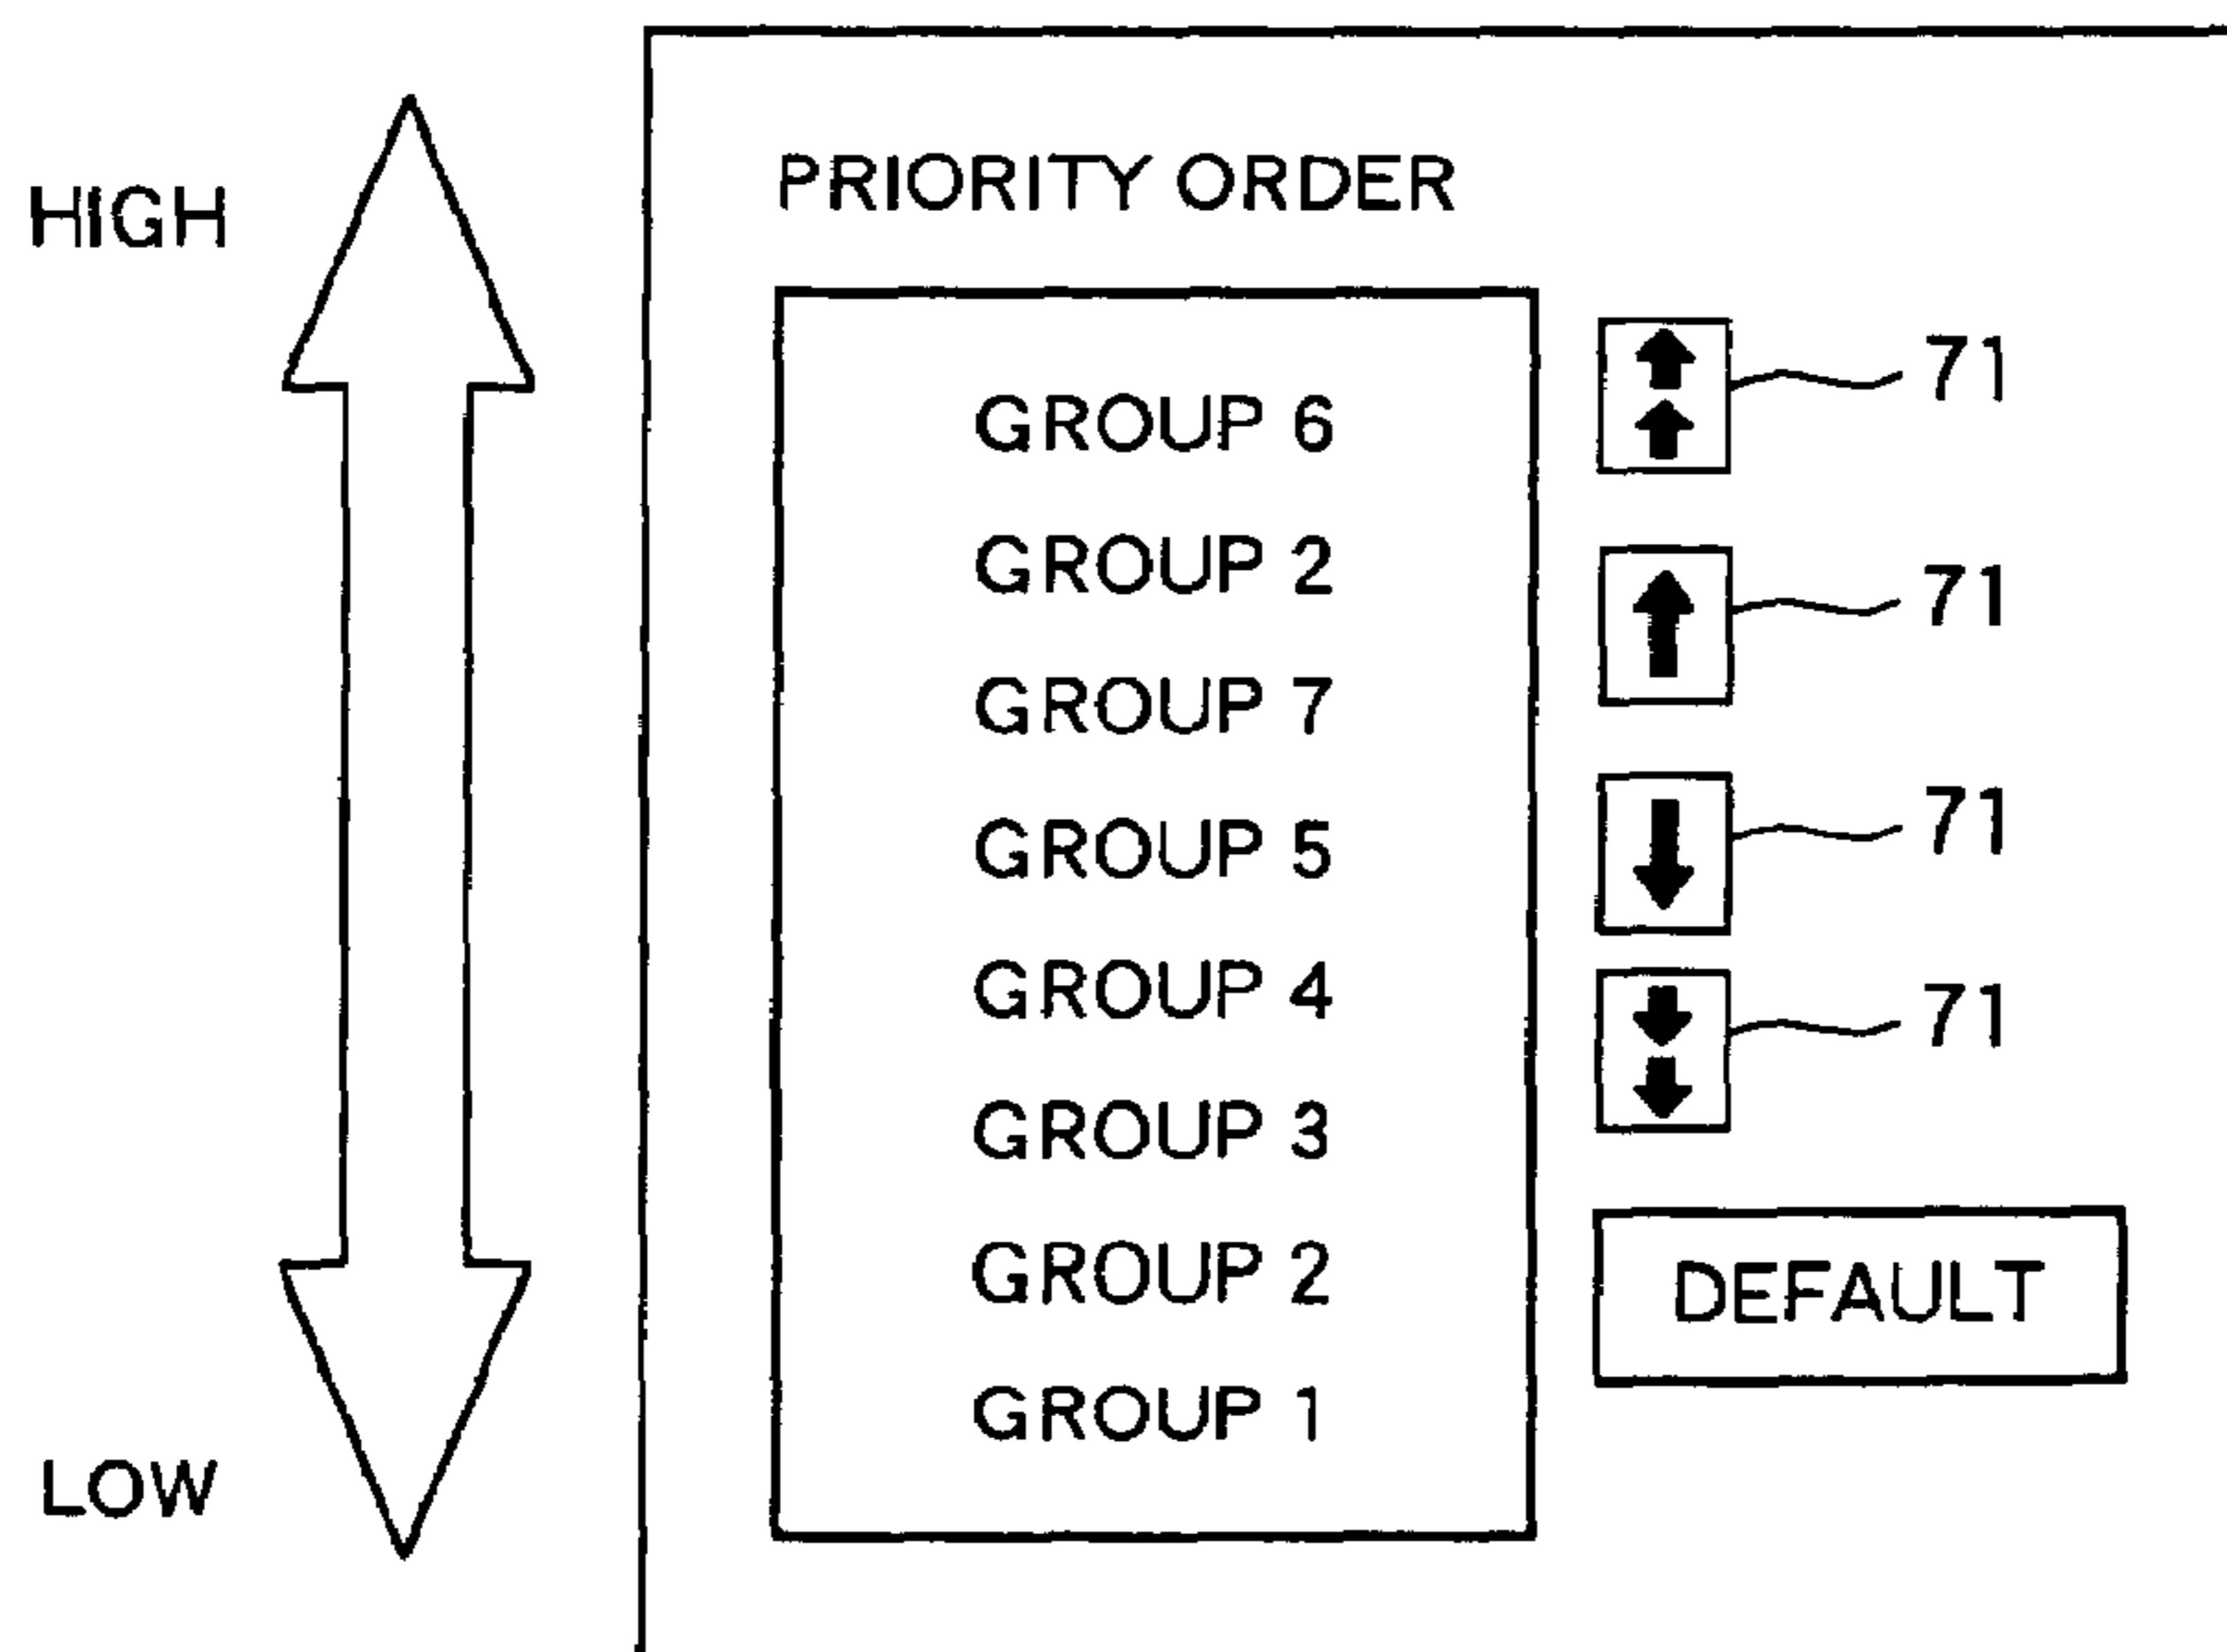 HIGH
PRIORITY ORDER
GROUP 6
GROUP 2
GROUP 7
GROUP 5
GROUP 4
GROUP 3
GROUP 2
GROUP 1
71
71
71
71
DEFAULT
LOW